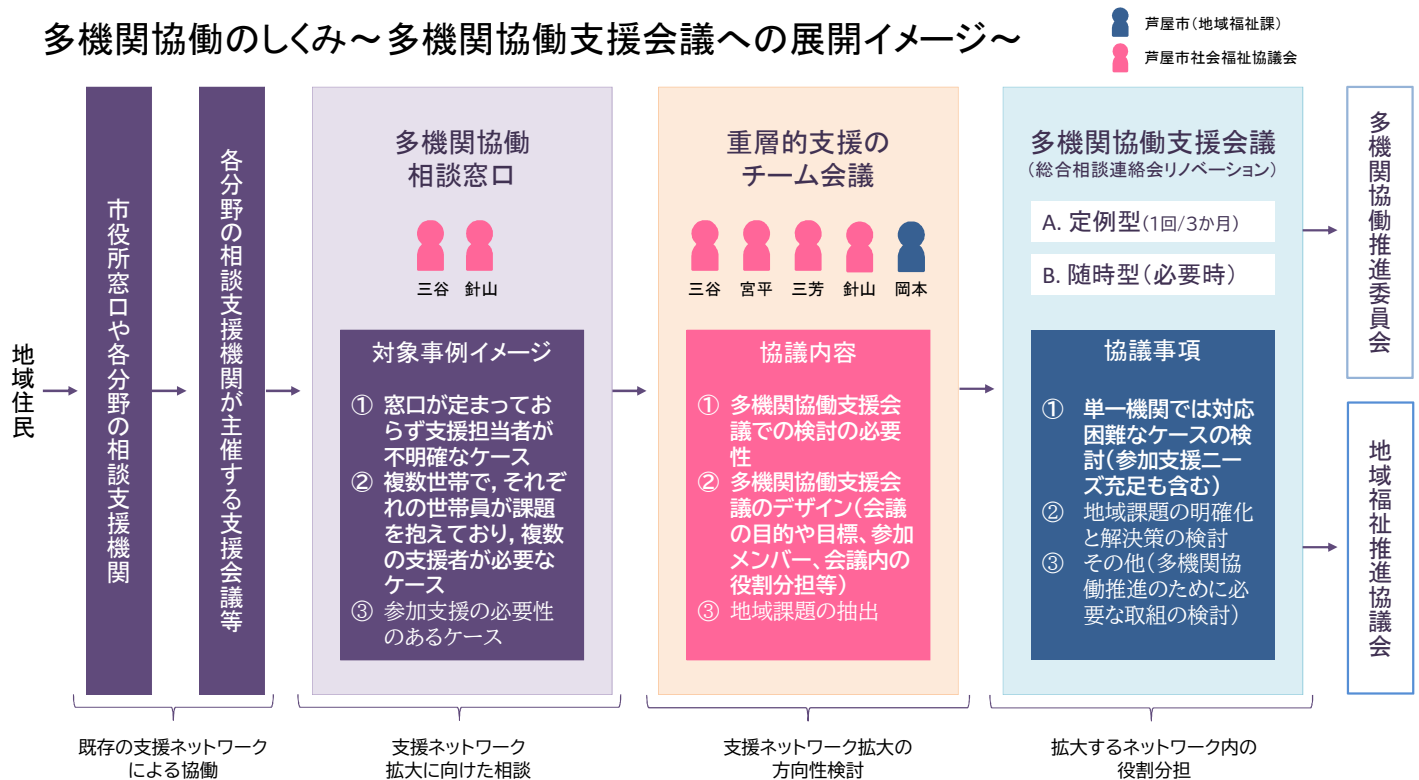 多機関協働のしくみ～多機関協働支援会議への展開イメージ～
芦屋市（地域福祉課）
芦屋市社会福祉協議会
地域住民
市役所窓口や各分野の相談支援機関
各分野の相談支援機関が主催する支援会議等
多機関協働
相談窓口
三谷 針山
対象事例イメージ
① 窓口が定まってお
らず支援担当者が
不明確なケース
② 複数世帯で，それぞ
れの世帯員が課題
を抱えており，複数
の支援者が必要な
ケース
③ 参加支援の必要性
のあるケース
重層的支援の
チーム会議
三谷 宮平 三芳 針山 岡本
協議内容
① 多機関協働支援会
議での検討の必要
性
② 多機関協働支援会
議のデザイン（会議
の目的や目標、参加
メンバー、会議内の
役割分担等）
③ 地域課題の抽出
多機関協働支援会議
（総合相談連絡会リノベーション）
A. 定例型（1回/3か月）
B. 随時型（必要時）
協議事項
① 単一機関では対応
困難なケースの検
討（参加支援ニー
ズ充足も含む）
② 地域課題の明確化
と解決策の検討
③ その他（多機関協
働推進のために必
要な取組の検討）
多機関協働推進委員会
地域福祉推進協議会
既存の支援ネットワーク
による協働
支援ネットワーク
拡大に向けた相談
支援ネットワーク拡大の
方向性検討
拡大するネットワーク内の
役割分担